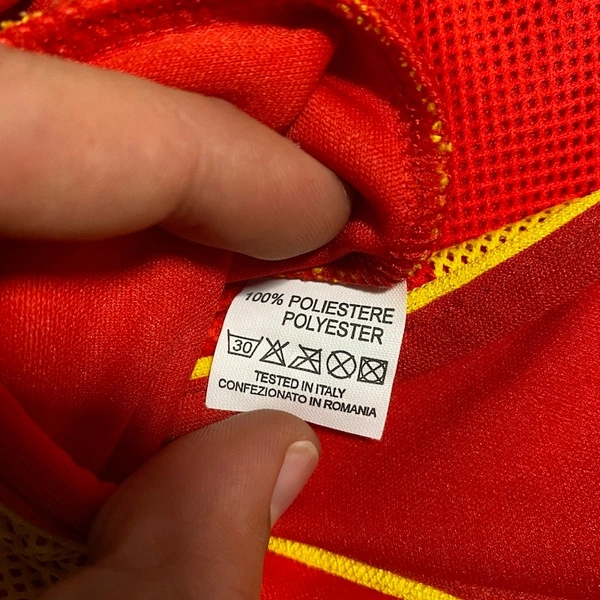 100% POLIESTERE
POLYESTER
30
TESTED IN ITALY
CONFEZIONATO IN ROMANIA